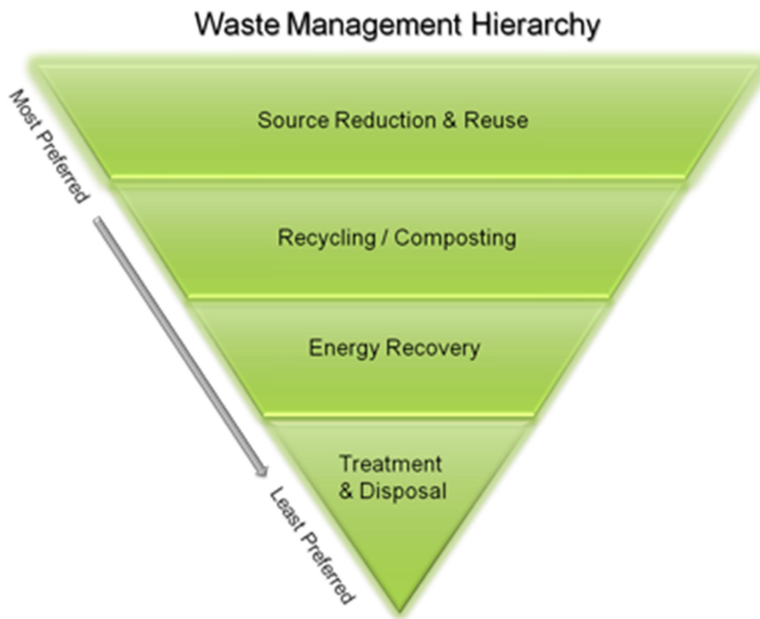 Waste Management Hierarchy
Most Preferred
Source Reduction & Reuse
Recycling / Composting
Energy Recovery
Treatment
& Disposal
Least Preferred